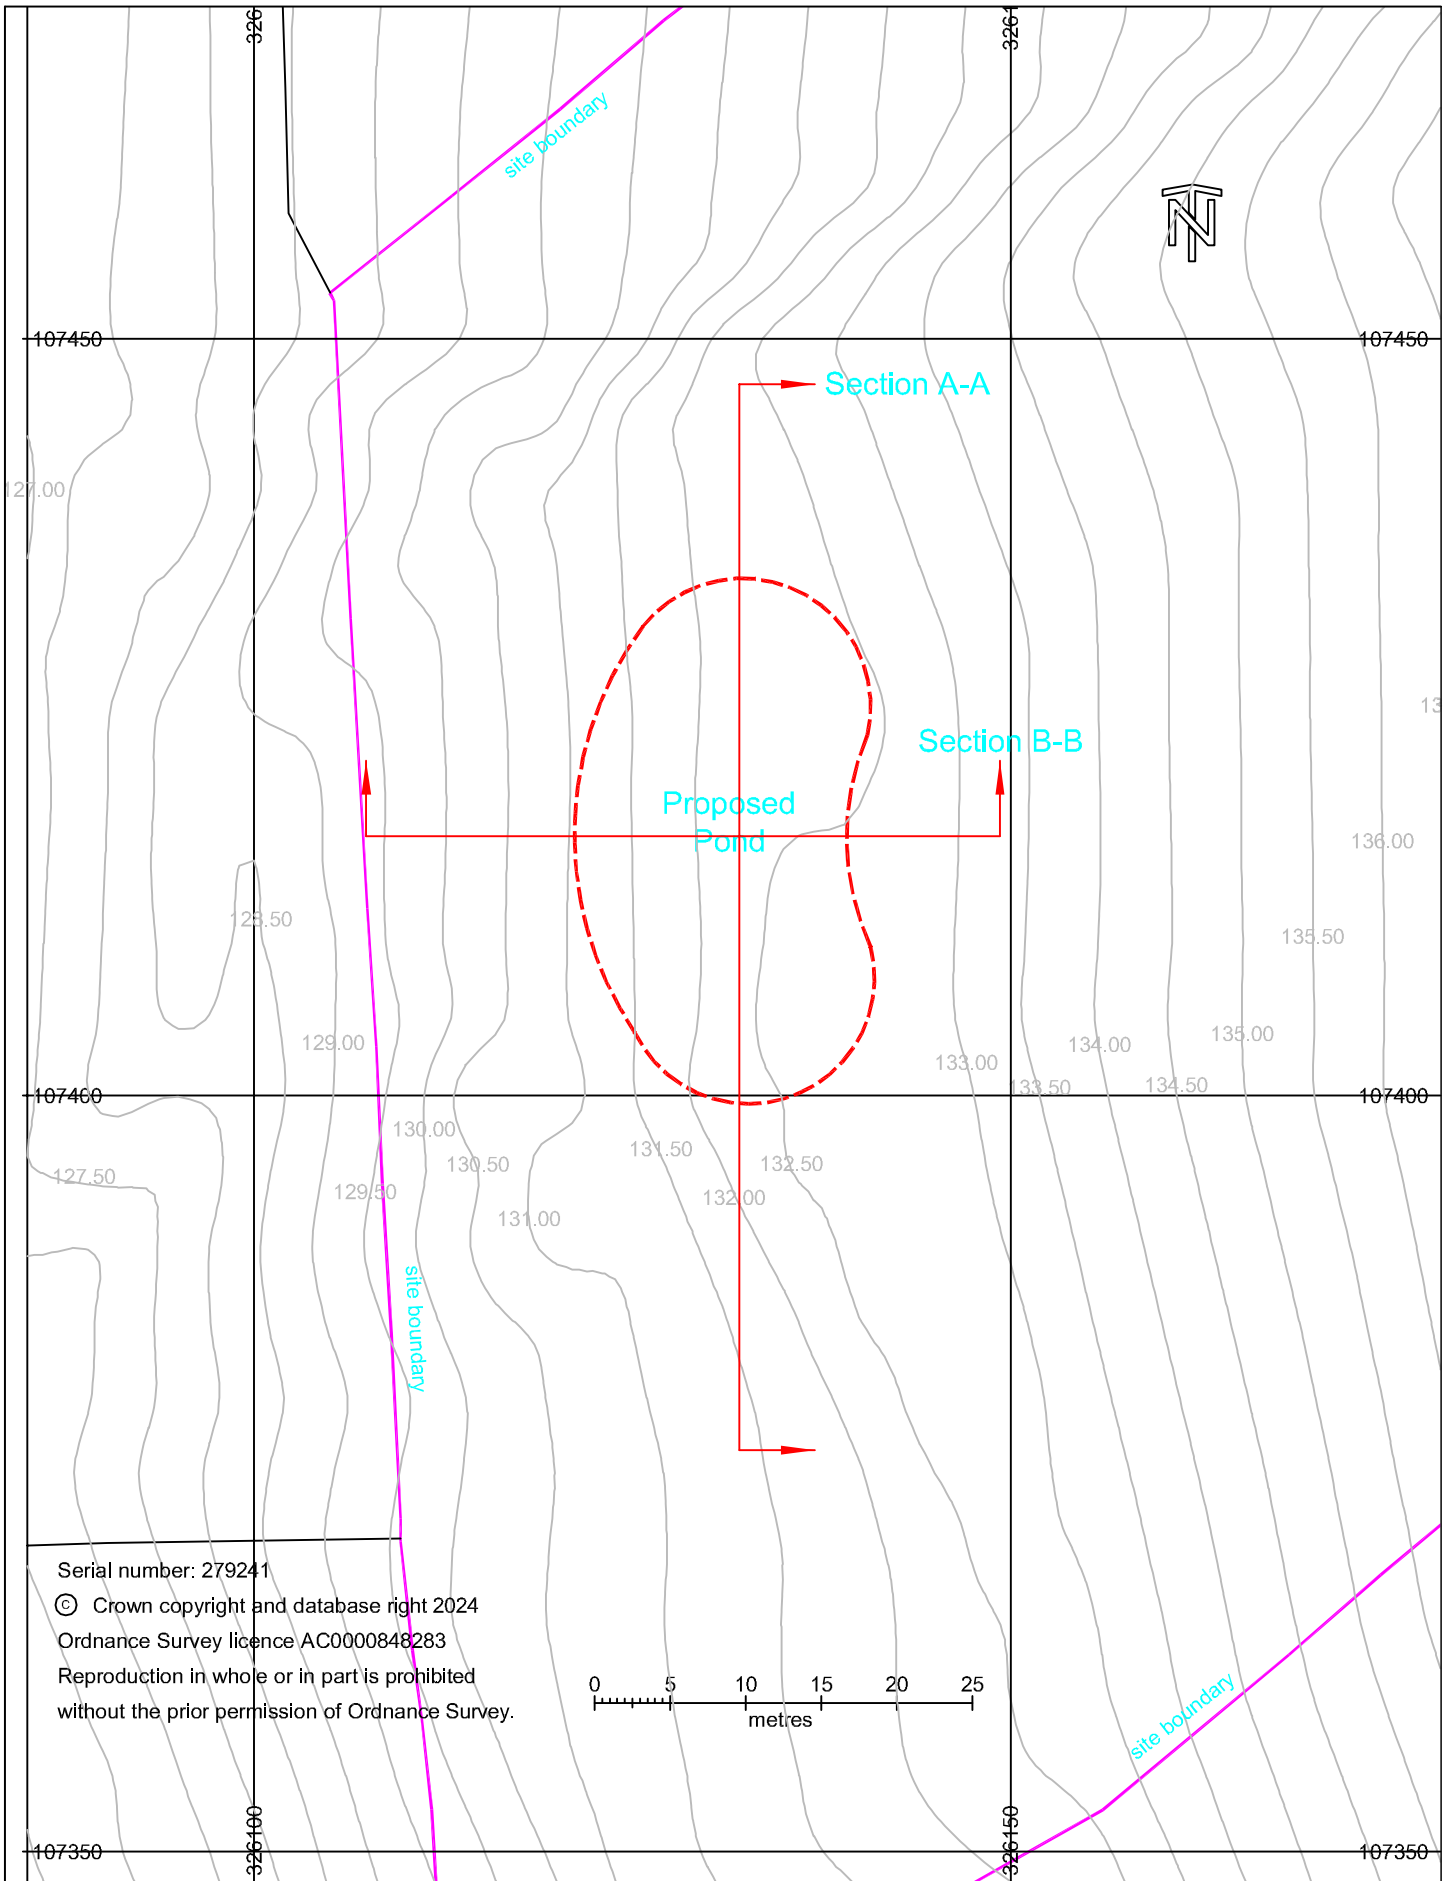 326
3261
site boundary
N
107450
107450
Section A-A
127.00
13
Section B-B
Proposed
Pond
136.00
128.50
135.50
129.00
135.00
134.00
133.00
133.50
134.50
107400
107400
130.00
131.50
130.50
132.50
127.50
129.50
132.00
131.00
site boundary
Serial number: 279241
© Crown copyright and database right 2024
Ordnance Survey licence AC0000848283
Reproduction in whole or in part is prohibited
without the prior permission of Ordnance Survey.
0 5 10 15 20 25
metres
site boundary
326100
326150
107350
107350